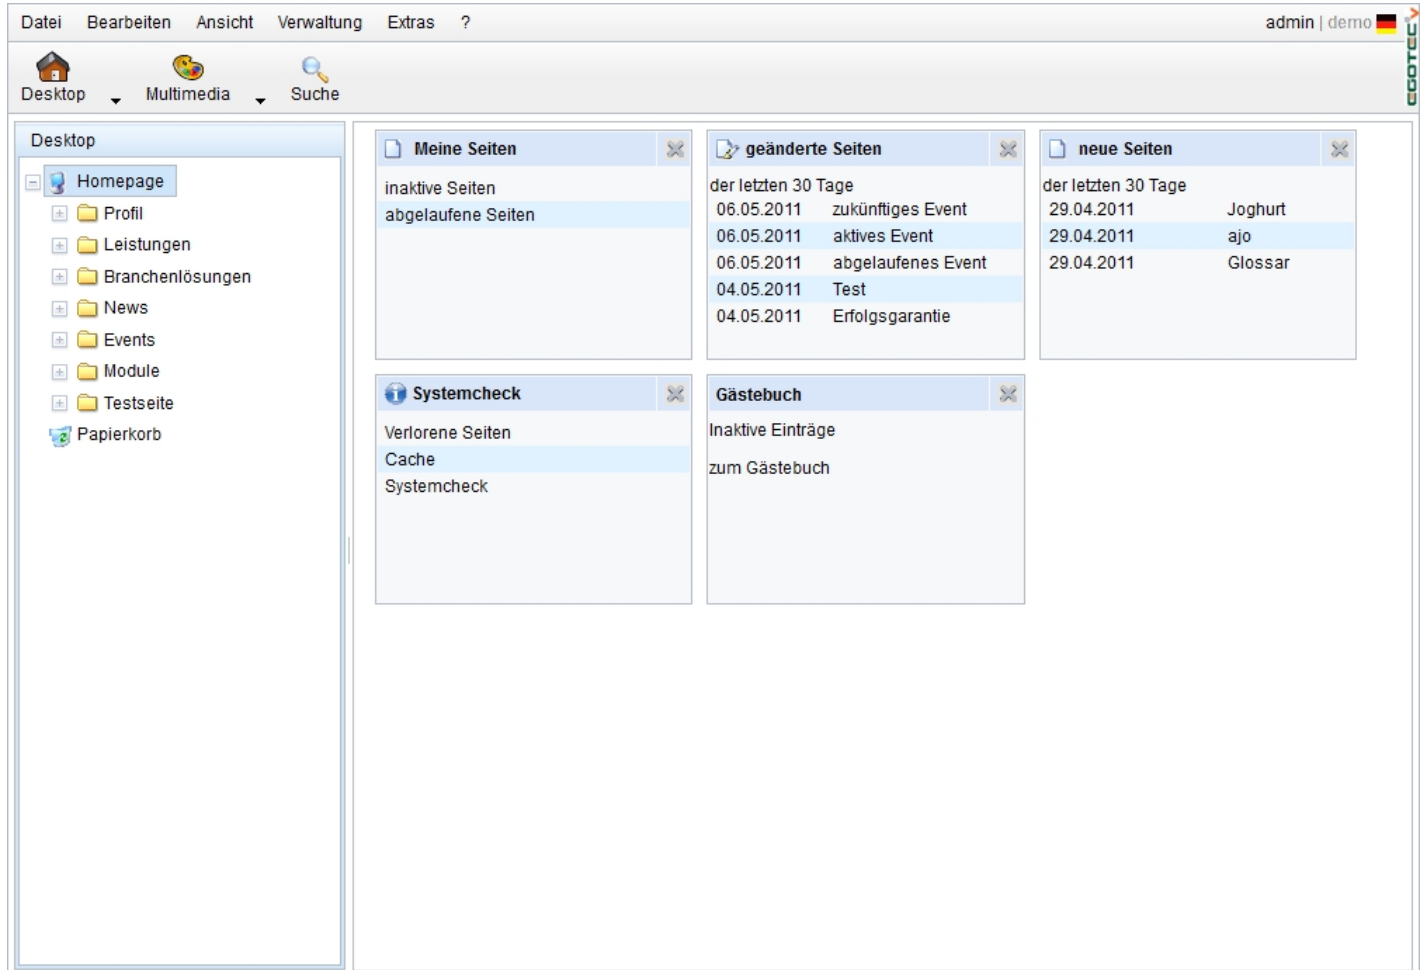 Datei Bearbeiten Ansicht Verwaltung Extras ?
admin | demo
EGOTEC
Desktop Multimedia Suche
Desktop
Homepage
Profil
Leistungen
Branchenlösungen
News
Events
Module
Testseite
Papierkorb
Meine Seiten
inaktive Seiten
abgelaufene Seiten
geänderte Seiten
der letzten 30 Tage
06.05.2011 zukünftiges Event
06.05.2011 aktives Event
06.05.2011 abgelaufenes Event
04.05.2011 Test
04.05.2011 Erfolgsgarantie
neue Seiten
der letzten 30 Tage
29.04.2011 Joghurt
29.04.2011 ajo
29.04.2011 Glossar
Systemcheck
Verlorene Seiten
Cache
Systemcheck
Gästebuch
Inaktive Einträge
zum Gästebuch